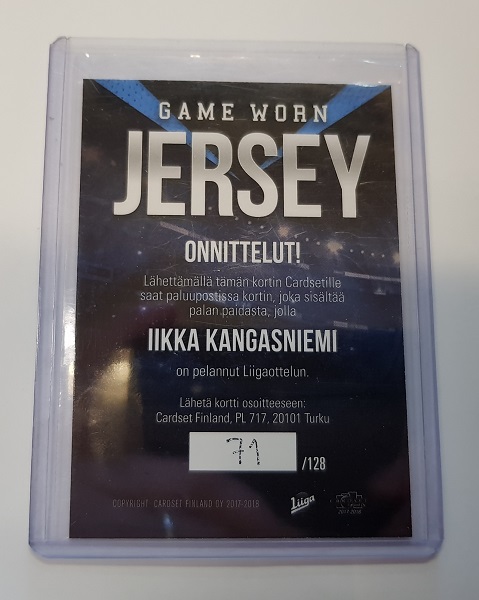 GAME WORN
JERSEY
ONNITTELUT!
Lähettämällä tämän kortin Cardsetille
saat paluupostissa kortin, joka sisältää
palan paidasta, jolla
IIKKA KANGASNIEMI
on pelannut Liigaottelun.
Lähetä kortti osoitteeseen:
Cardset Finland, PL 717, 20101 Turku
71 /128
COPYRIGHT CARDSET FINLAND OY 2017-2018
Liiga